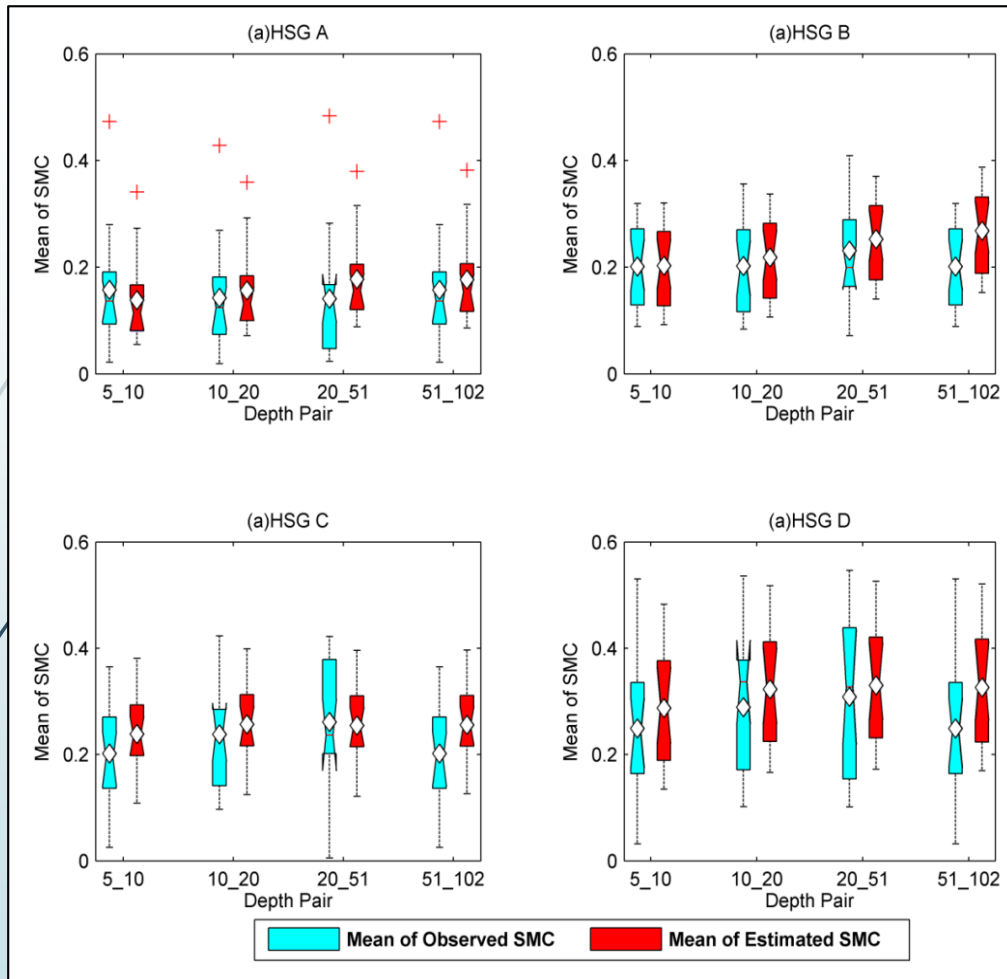 (a)HSG A
0.6
0.4
0.2
0
Mean of SMC
5_10 10_20 20_51 51_102
Depth Pair
(a)HSG B
0.6
0.4
0.2
0
Mean of SMC
5_10 10_20 20_51 51_102
Depth Pair
(a)HSG C
0.6
0.4
0.2
0
Mean of SMC
5_10 10_20 20_51 51_102
Depth Pair
(a)HSG D
0.6
0.4
0.2
0
Mean of SMC
5_10 10_20 20_51 51_102
Depth Pair
Mean of Observed SMC Mean of Estimated SMC